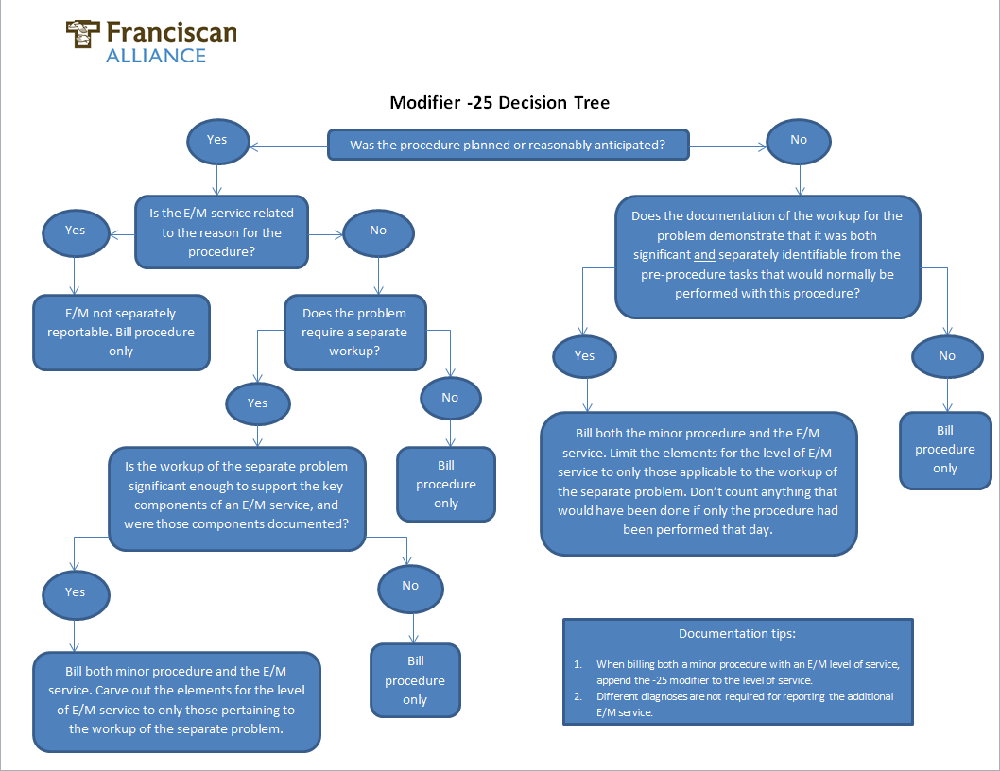 Franciscan
ALLIANCE
Modifier -25 Decision Tree
Yes
Was the procedure planned or reasonably anticipated?
No
Is the E/M service related
to the reason for the
procedure?
Yes
No
Does the documentation of the workup for the
problem demonstrate that it was both
significant and separately identifiable from the
pre-procedure tasks that would normally be
performed with this procedure?
E/M not separately
reportable. Bill procedure
only
Does the problem
require a separate
workup?
Yes
No
Yes
No
Is the workup of the separate problem
significant enough to support the key
components of an E/M service, and
were those components documented?
Bill
procedure
only
Bill both the minor procedure and the E/M
service. Limit the elements for the level of E/M
service to only those applicable to the workup of
the separate problem. Don’t count anything that
would have been done if only the procedure had
been performed that day.
Bill
procedure
only
Yes
No
Bill both minor procedure and the E/M
service. Carve out the elements for the level
of E/M service to only those pertaining to
the workup of the separate problem.
Bill
procedure
only
Documentation tips:
1. When billing both a minor procedure with an E/M level of service,
append the -25 modifier to the level of service.
2. Different diagnoses are not required for reporting the additional
E/M service.